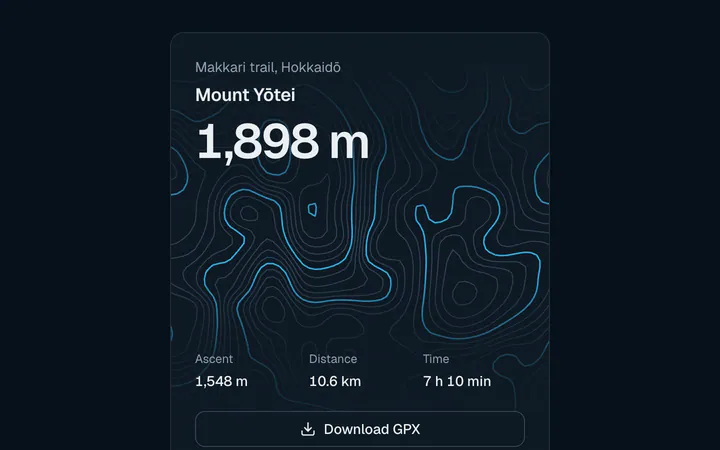 Makkari trail, Hokkaidō
Mount Yōtei
1,898 m
Ascent
Distance
Time
1,548 m
10.6 km
7 h 10 min
Download GPX